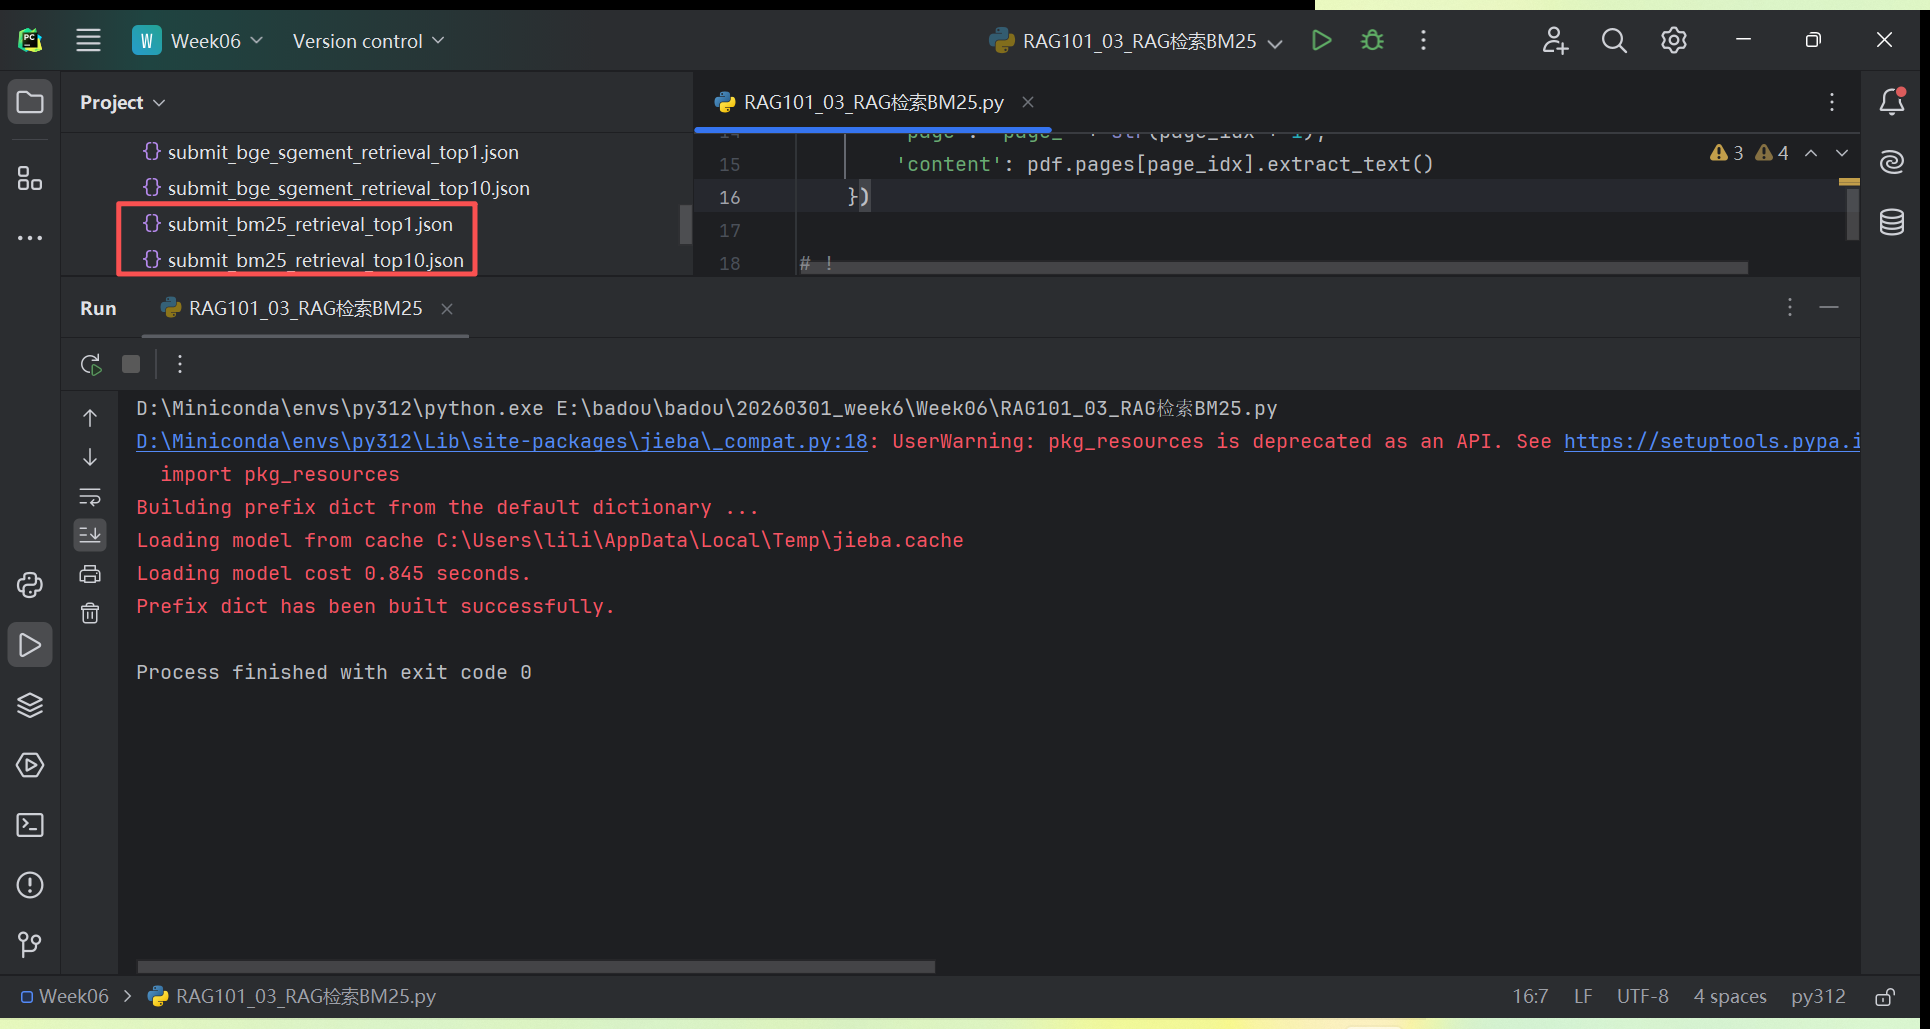 W Week06 Version control RAG101_03_RAG检索BM25
Project
RAG101_03_RAG检索BM25.py
submit_bge_sgement_retrieval_top1.json
submit_bge_sgement_retrieval_top10.json
submit_bm25_retrieval_top1.json
submit_bm25_retrieval_top10.json
15 'content': pdf.pages[page_idx].extract_text()
3 4
16 })
17
18 # !
Run RAG101_03_RAG检索BM25
D:\Miniconda\envs\py312\python.exe E:\badou\badou\20260301_week6\Week06\RAG101_03_RAG检索BM25.py
D:\Miniconda\envs\py312\Lib\site-packages\jieba\_compat.py:18: UserWarning: pkg_resources is deprecated as an API. See https://setuptools.pypa.i
import pkg_resources
Building prefix dict from the default dictionary ...
Loading model from cache C:\Users\lili\AppData\Local\Temp\jieba.cache
Loading model cost 0.845 seconds.
Prefix dict has been built successfully.
Process finished with exit code 0
Week06 > RAG101_03_RAG检索BM25.py
16:7 LF UTF-8 4 spaces py312